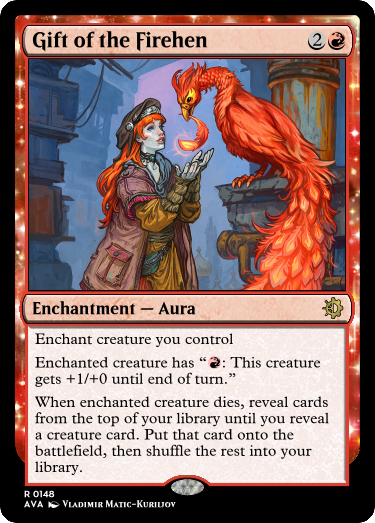 Gift of the Firehen 2
Enchantment — Aura
Enchant creature you control
Enchanted creature has “: This creature
gets +1/+0 until end of turn.”
When enchanted creature dies, reveal cards
from the top of your library until you reveal
a creature card. Put that card onto the
battlefield, then shuffle the rest into your
library.
R 0148
AVA Vladimir Matic-Kuriljov